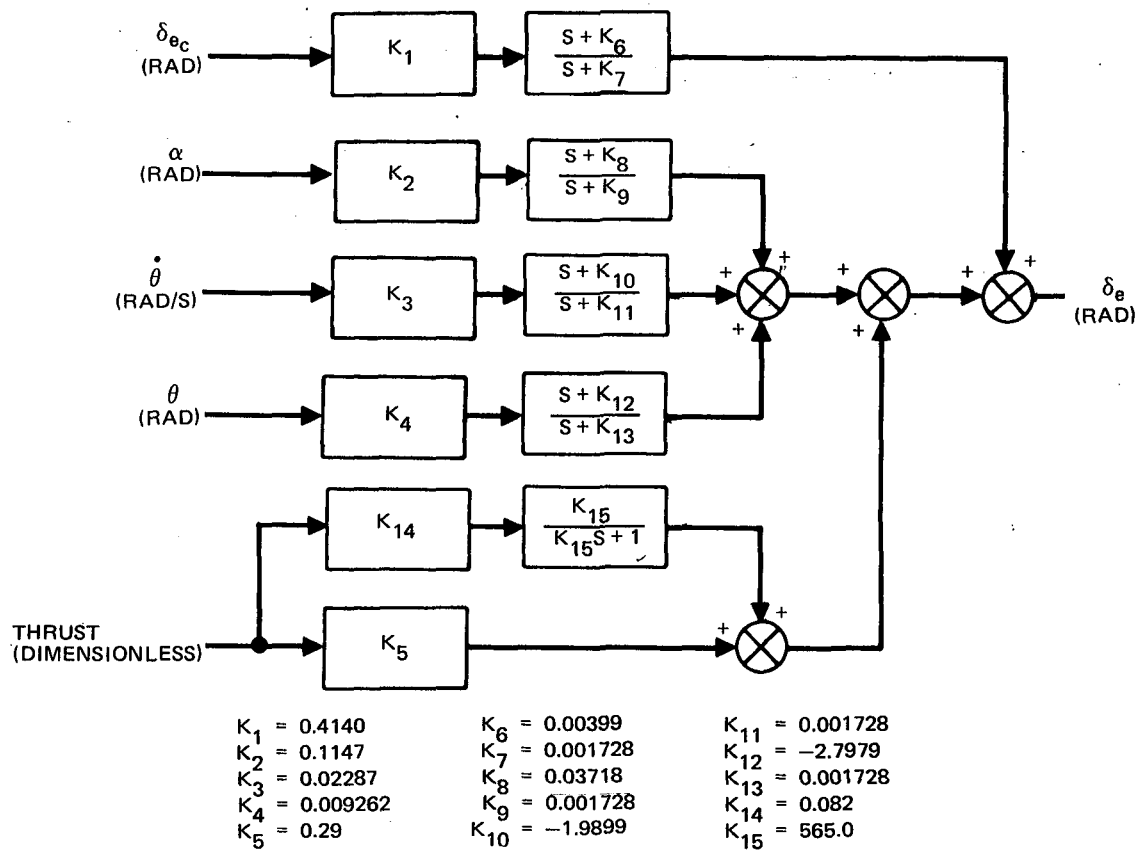 δec
(RAD)
K1
S + K6
S + K7
α
(RAD)
K2
S + K8
S + K9
θ̇
(RAD/S)
K3
S + K10
S + K11
θ
(RAD)
K4
S + K12
S + K13
+
+
+
+
+
+
+
δe
(RAD)
K14
K15
K15S + 1
THRUST
(DIMENSIONLESS)
K5
+
+
K1 = 0.4140
K2 = 0.1147
K3 = 0.02287
K4 = 0.009262
K5 = 0.29
K6 = 0.00399
K7 = 0.001728
K8 = 0.03718
K9 = 0.001728
K10 = −1.9899
K11 = 0.001728
K12 = −2.7979
K13 = 0.001728
K14 = 0.082
K15 = 565.0